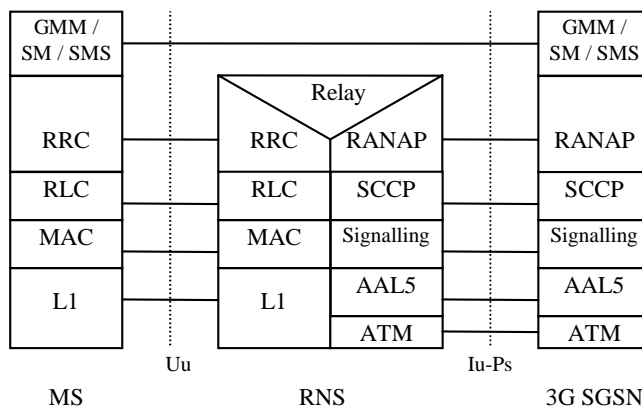 GMM /
SM / SMS
GMM /
SM / SMS
Relay
RRC
RRC
RANAP
RANAP
RLC
RLC
SCCP
SCCP
MAC
MAC
Signalling
Signalling
L1
L1
AAL5
AAL5
ATM
ATM
Uu
Iu-Ps
MS
RNS
3G SGSN